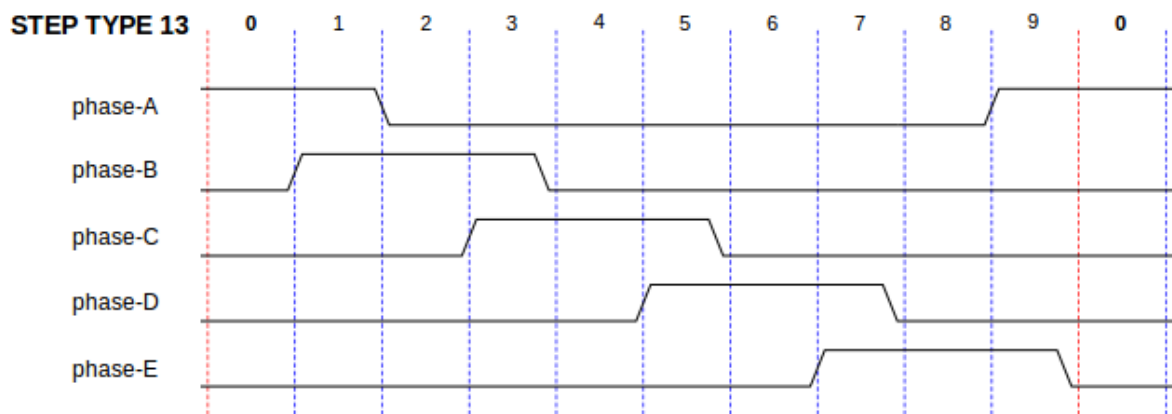 STEP TYPE 13 0 1 2 3 4 5 6 7 8 9 0
phase-A
phase-B
phase-C
phase-D
phase-E